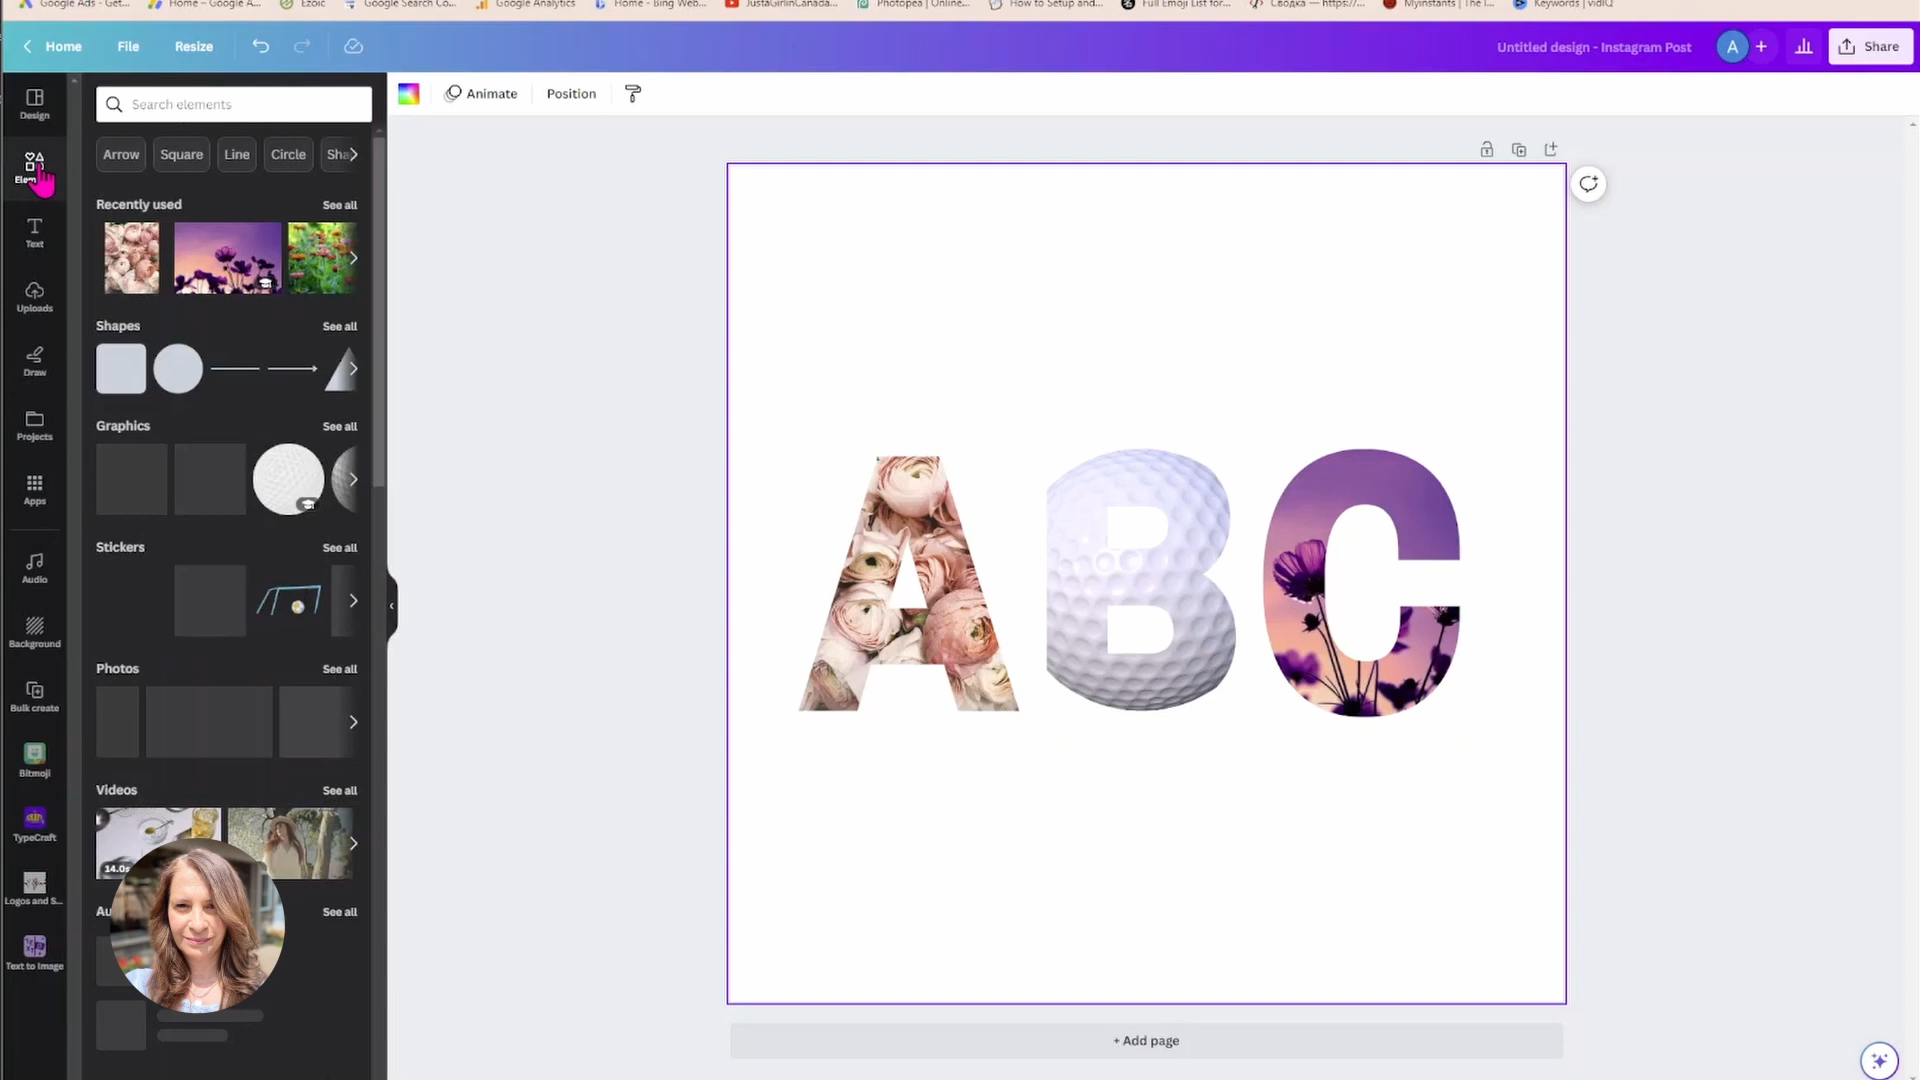 Google Ads - Get...
Home – Google A...
Ezoic
Google Search Co...
Google Analytics
Home - Bing Web...
JustaGirlinCanada...
Photopea | Online...
How to Setup and...
Full Emoji List for...
Сводка — https://...
Myinstants | The l...
Keywords | vidIQ
Home
File
Resize
Untitled design - Instagram Post
A
+
Share
Design
Elem
Text
Uploads
Draw
Projects
Apps
Audio
Background
Bulk create
Bitmoji
TypeCraft
Logos and S...
Text to Image
Search elements
Arrow
Square
Line
Circle
Sha
Recently used
See all
Shapes
See all
Graphics
See all
Stickers
See all
Photos
See all
Videos
See all
14.0s
Au
See all
Animate
Position
ABC
+ Add page